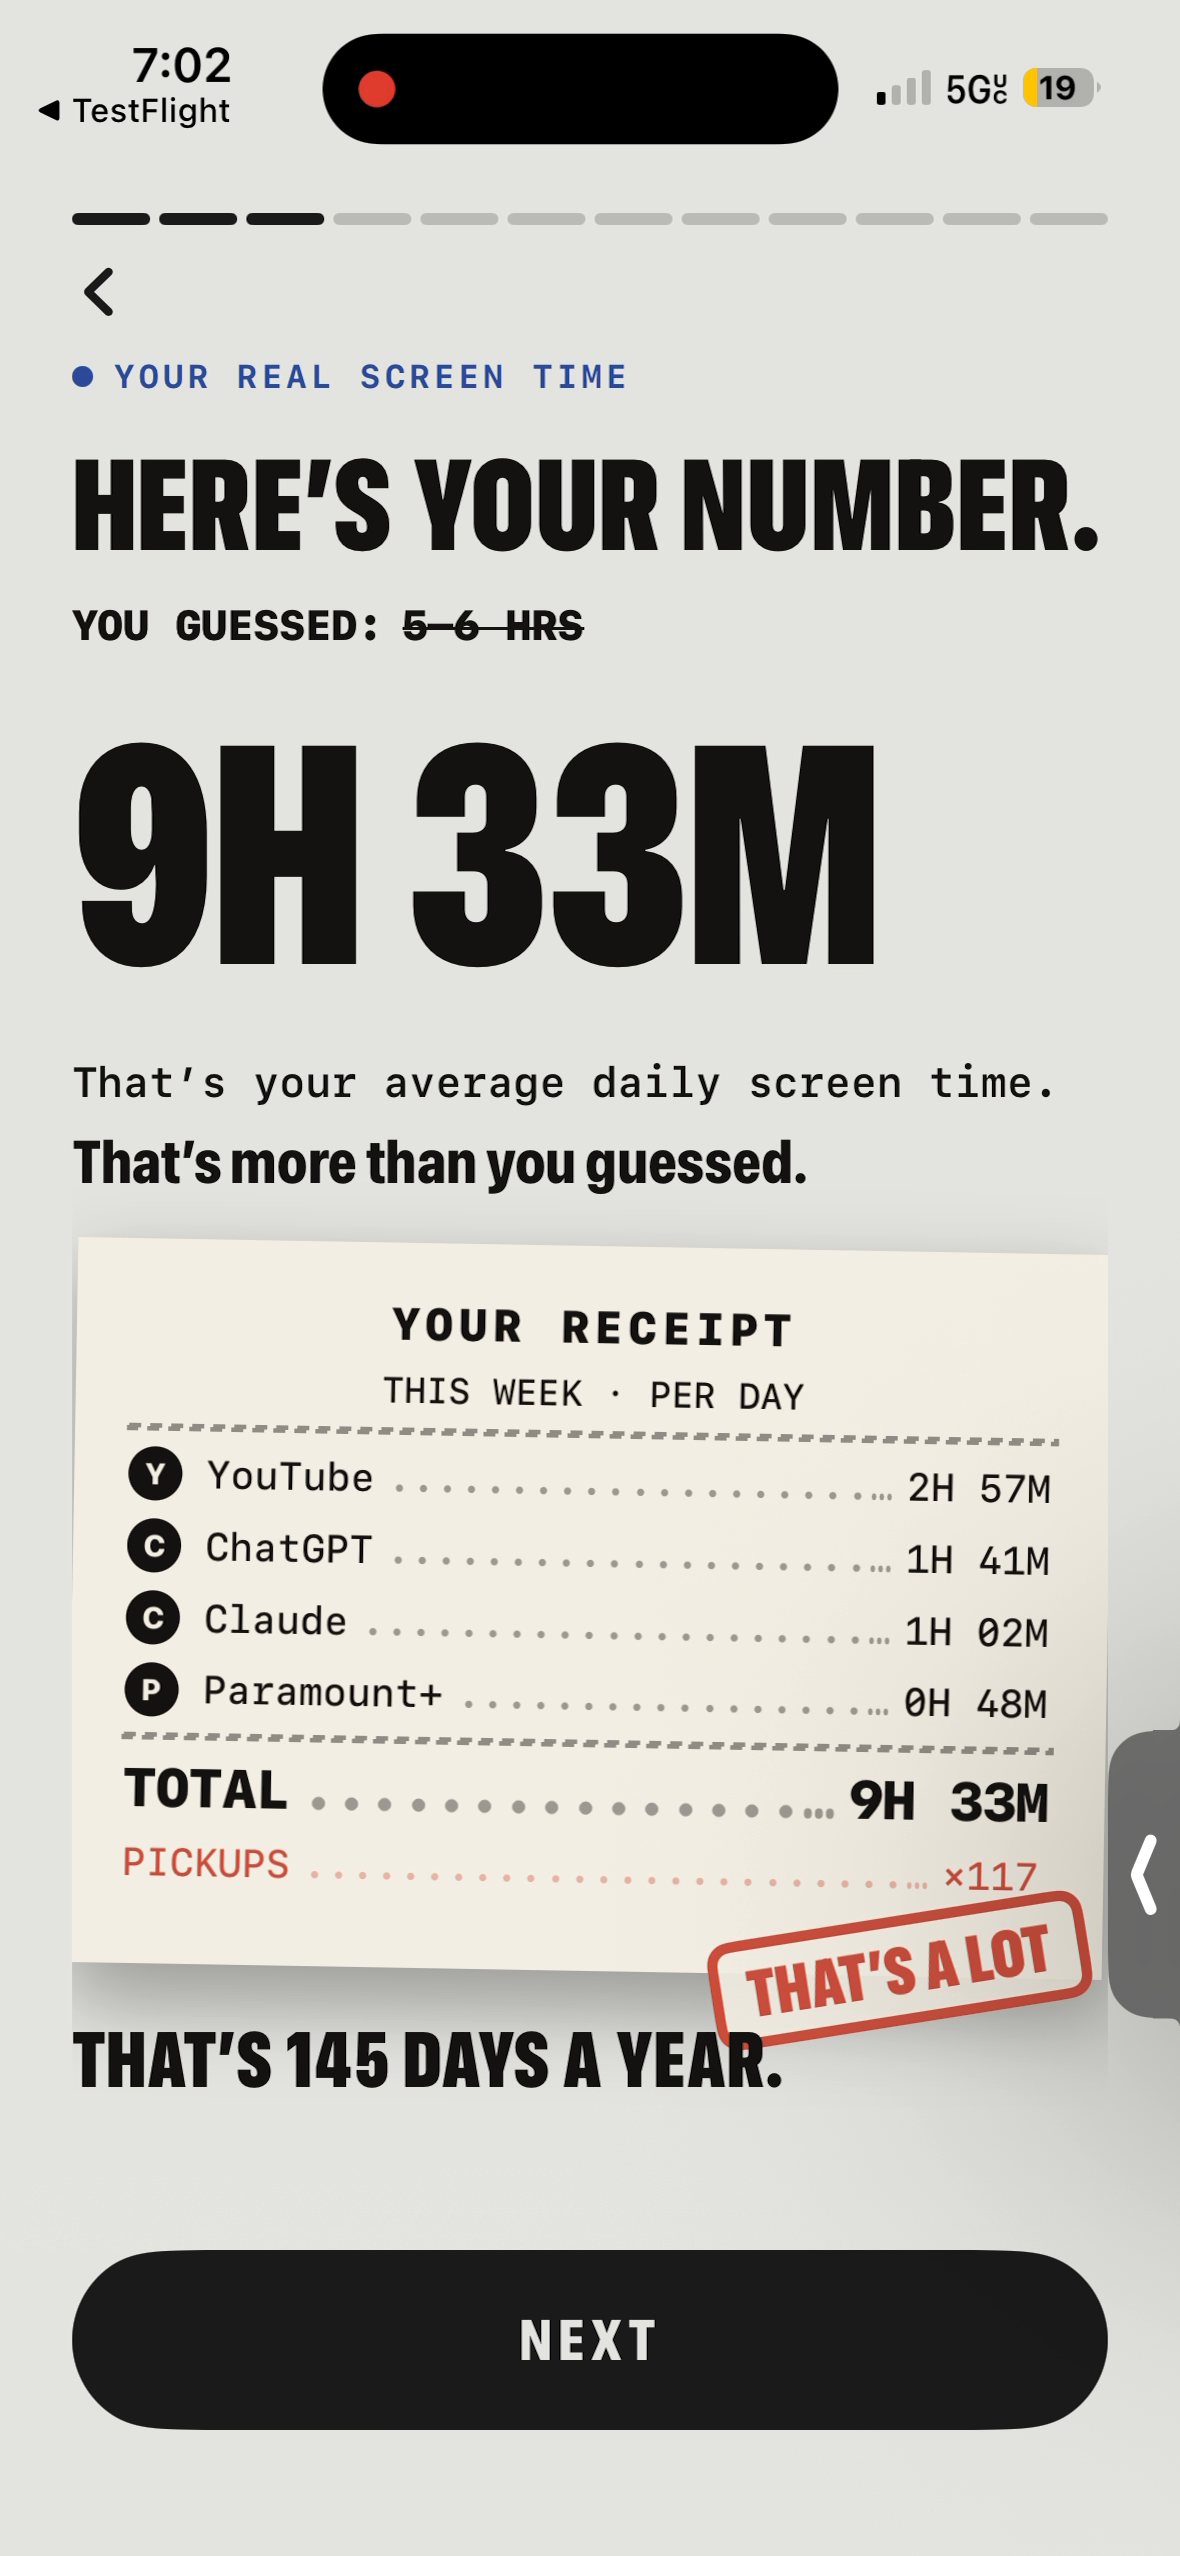 7:02
TestFlight
5GUC
19
YOUR REAL SCREEN TIME
HERE’S YOUR NUMBER.
YOU GUESSED: 5–6 HRS
9H 33M
That’s your average daily screen time.
That’s more than you guessed.
YOUR RECEIPT
THIS WEEK · PER DAY
Y YouTube 2H 57M
C ChatGPT 1H 41M
C Claude 1H 02M
P Paramount+ 0H 48M
TOTAL 9H 33M
PICKUPS ×117
THAT’S A LOT
THAT’S 145 DAYS A YEAR.
NEXT